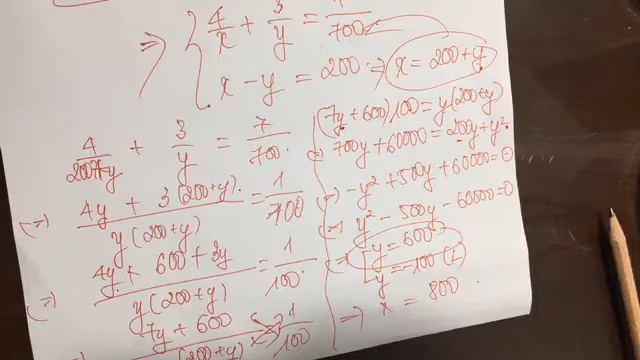 ⇒ { 4/x + 3/y = 7/700
x - y = 200 ⇒ x = 200 + y
4/200+y + 3/y = 7/700
(=) 4y + 3(200+y) / y(200+y) = 1/700
(=) 4y + 600 + 3y / y(200+y) = 1/100
(=) 7y + 600 / (200+y) = 1/100
(7y+600)100 = y(200+y)
(=) 700y + 60000 = 200y + y²
(=) -y² + 500y + 60000 = 0
(=) y² - 500y - 60000 = 0
(=) [ y = 600
y = -100 (L)
⇒ x = 800